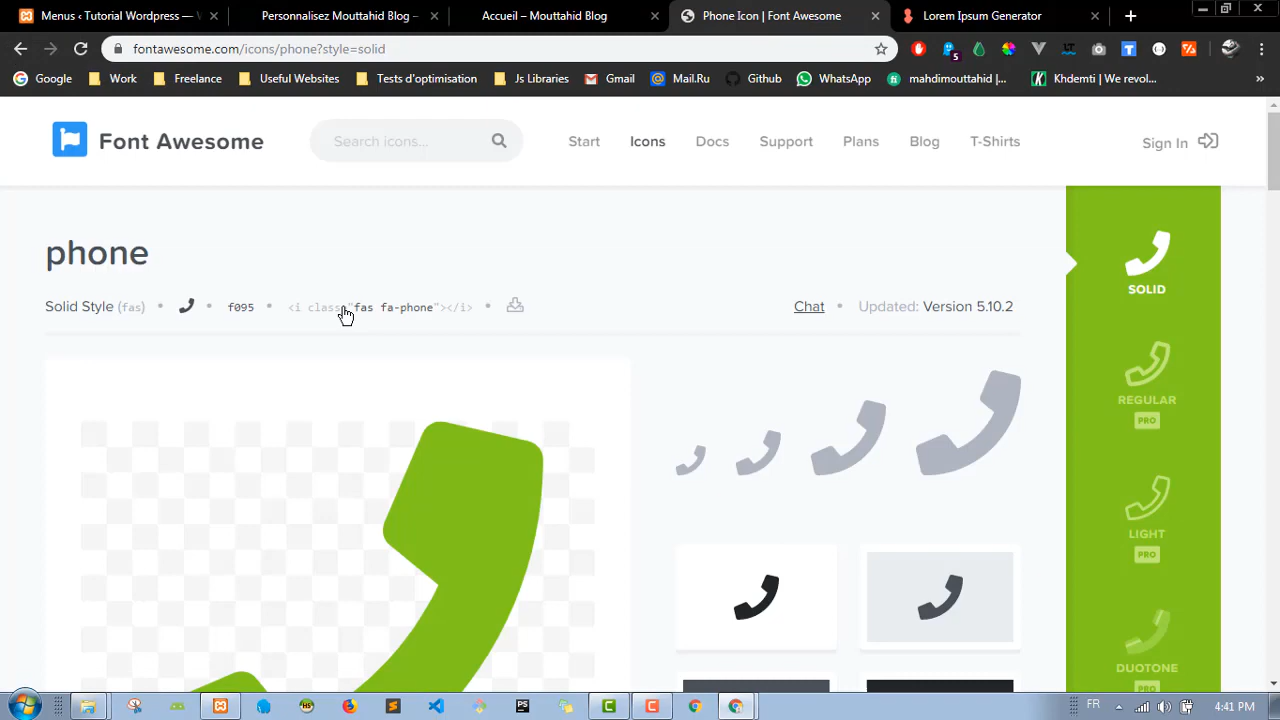 Menus ‹ Tutorial Wordpress —
Personnalisez Mouttahid Blog –
Accueil – Mouttahid Blog
Phone Icon | Font Awesome
Lorem Ipsum Generator
fontawesome.com/icons/phone?style=solid
Google
Work
Freelance
Useful Websites
Tests d'optimisation
Js Libraries
Gmail
Mail.Ru
Github
WhatsApp
mahdimouttahid |...
Khdemti | We revol...
Font Awesome
Search icons...
Start
Icons
Docs
Support
Plans
Blog
T-Shirts
Sign In
phone
Solid Style (fas)
f095
<i class="fas fa-phone"></i>
Chat
Updated: Version 5.10.2
SOLID
REGULAR
PRO
LIGHT
PRO
DUOTONE
PRO
FR
4:41 PM